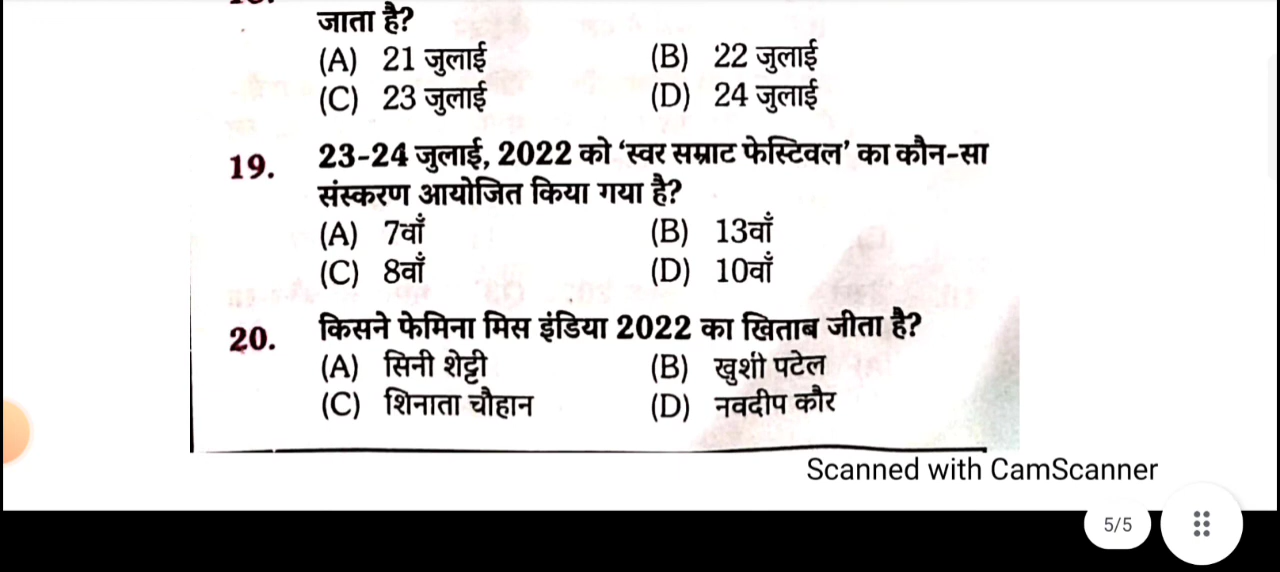 जाता है?
(A) 21 जुलाई (B) 22 जुलाई
(C) 23 जुलाई (D) 24 जुलाई
19. 23-24 जुलाई, 2022 को ‘स्वर सम्राट फेस्टिवल’ का कौन-सा
संस्करण आयोजित किया गया है?
(A) 7वाँ (B) 13वाँ
(C) 8वाँ (D) 10वाँ
20. किसने फेमिना मिस इंडिया 2022 का खिताब जीता है?
(A) सिनी शेट्टी (B) खुशी पटेल
(C) शिनाता चौहान (D) नवदीप कौर
Scanned with CamScanner
5/5